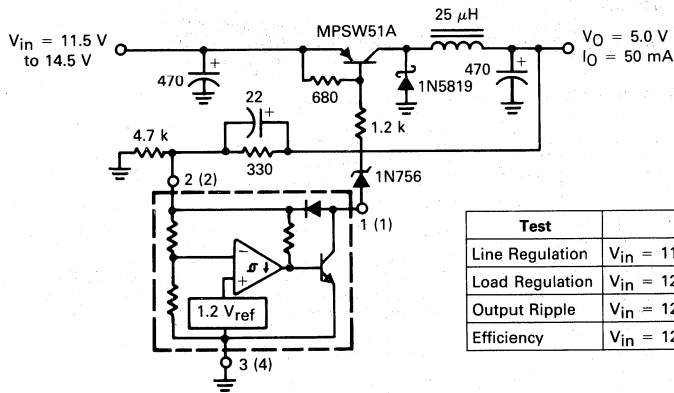 MPSW51A
25 μH
Vin = 11.5 V
to 14.5 V
VO = 5.0 V
IO = 50 mA
+
470
680
1N5819
470
+
22
+
1.2 k
4.7 k
330
1N756
2 (2)
1 (1)
−
+
1.2 Vref
3 (4)
Test
Line Regulation Vin = 11
Load Regulation Vin = 12
Output Ripple Vin = 12
Efficiency Vin = 12